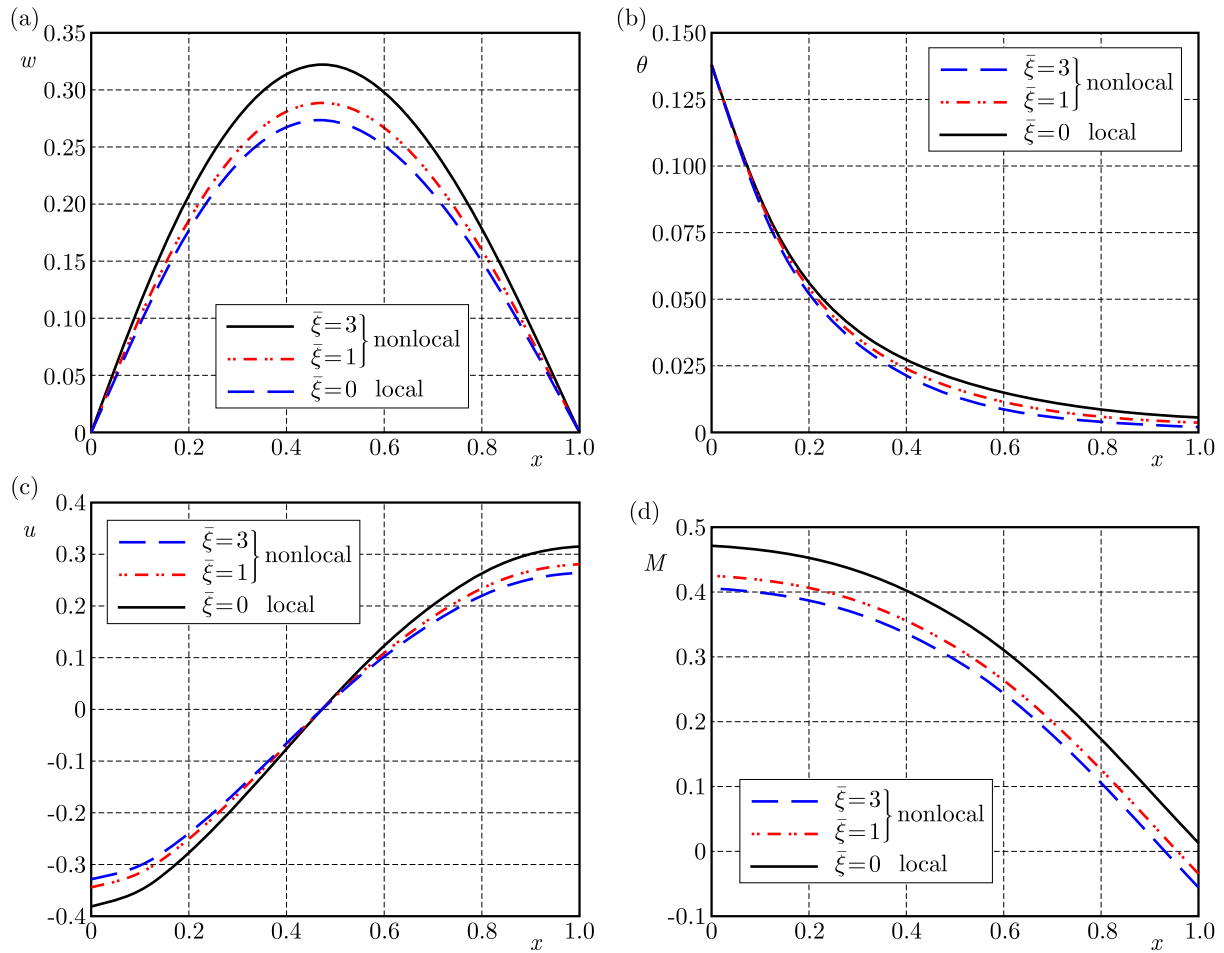 (a)
w
0.35
0.30
0.25
0.20
0.15
0.10
0.05
0
ξ̄=3
ξ̄=1
nonlocal
ξ̄=0 local
0 0.2 0.4 0.6 0.8 1.0
x
(b)
θ
0.150
0.125
0.100
0.075
0.050
0.025
0
ξ̄=3
ξ̄=1
nonlocal
ξ̄=0 local
0 0.2 0.4 0.6 0.8 1.0
x
(c)
u
0.4
0.3
0.2
0.1
0
-0.1
-0.2
-0.3
-0.4
ξ̄=3
ξ̄=1
nonlocal
ξ̄=0 local
0 0.2 0.4 0.6 0.8 1.0
x
(d)
M
0.5
0.4
0.3
0.2
0.1
0
-0.1
ξ̄=3
ξ̄=1
nonlocal
ξ̄=0 local
0 0.2 0.4 0.6 0.8 1.0
x